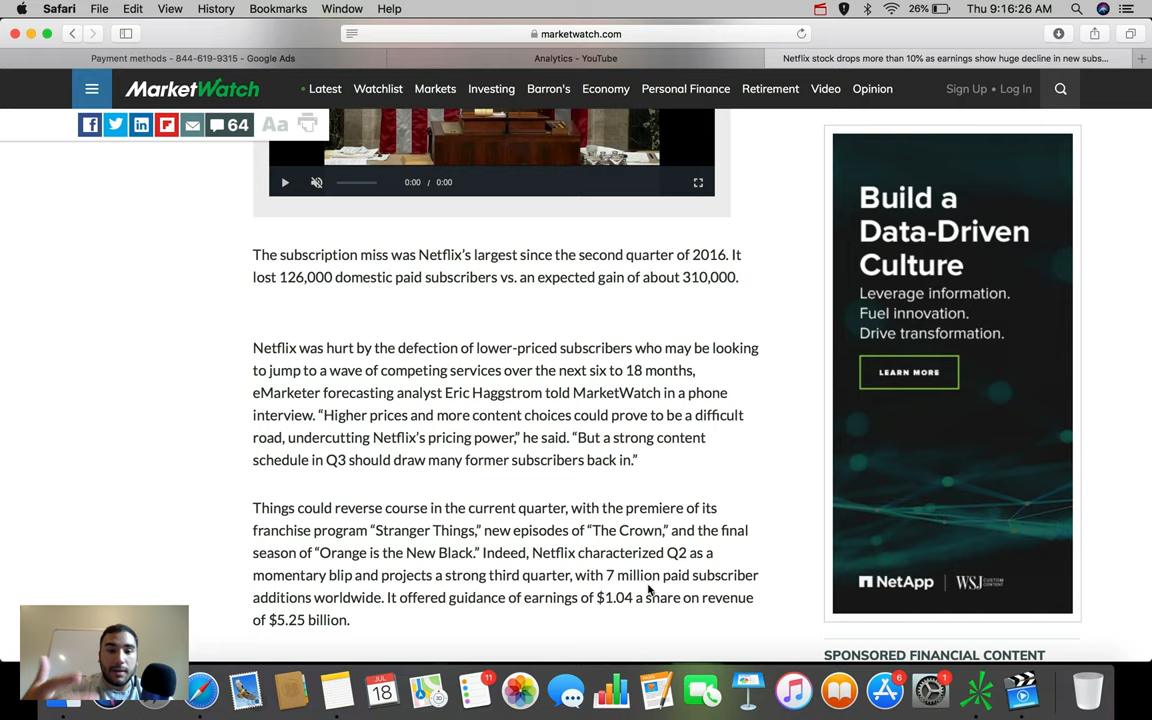 Safari File Edit View History Bookmarks Window Help 26% Thu 9:16:26 AM
marketwatch.com
Payment methods - 844-619-9315 - Google Ads Analytics - YouTube Netflix stock drops more than 10% as earnings show huge decline in new subs...
MarketWatch Latest Watchlist Markets Investing Barron's Economy Personal Finance Retirement Video Opinion Sign Up • Log In
64 Aa
0:00 / 0:00
The subscription miss was Netflix's largest since the second quarter of 2016. It
lost 126,000 domestic paid subscribers vs. an expected gain of about 310,000.
Netflix was hurt by the defection of lower-priced subscribers who may be looking
to jump to a wave of competing services over the next six to 18 months,
eMarketer forecasting analyst Eric Haggstrom told MarketWatch in a phone
interview. “Higher prices and more content choices could prove to be a difficult
road, undercutting Netflix's pricing power,” he said. “But a strong content
schedule in Q3 should draw many former subscribers back in.”
Things could reverse course in the current quarter, with the premiere of its
franchise program “Stranger Things,” new episodes of “The Crown,” and the final
season of “Orange is the New Black.” Indeed, Netflix characterized Q2 as a
momentary blip and projects a strong third quarter, with 7 million paid subscriber
additions worldwide. It offered guidance of earnings of $1.04 a share on revenue
of $5.25 billion.
Build a
Data-Driven
Culture
Leverage information.
Fuel innovation.
Drive transformation.
LEARN MORE
NetApp WSJ CUSTOM
CONTENT
SPONSORED FINANCIAL CONTENT
JUL
18
11
6
1